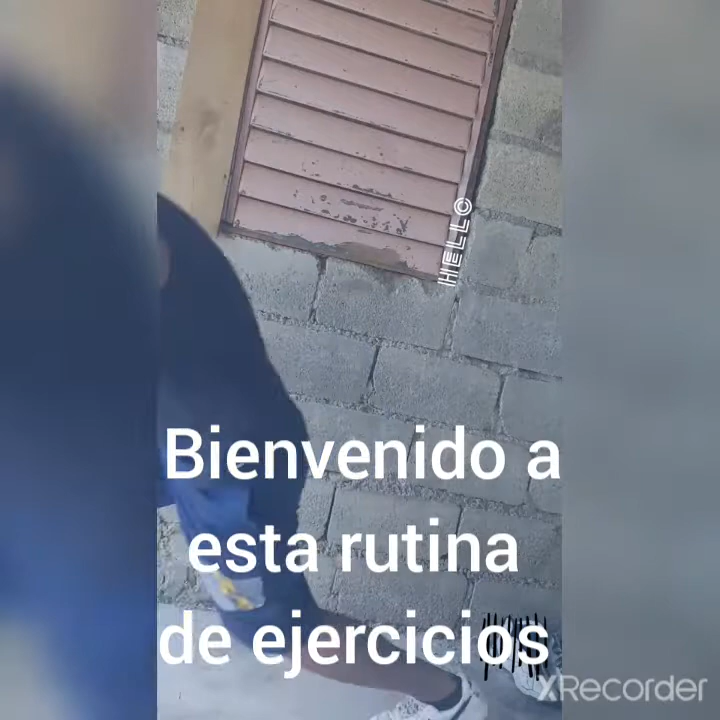 HELLO
Bienvenido a
esta rutina
de ejercicios
XRecorder